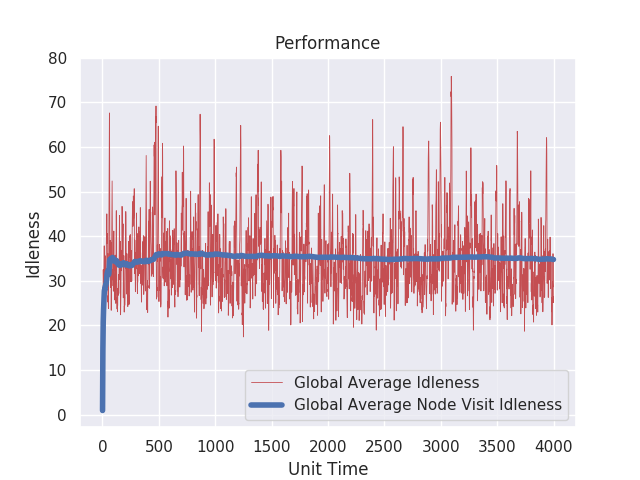 Performance
80
70
60
50
40
30
20
10
0
Idleness
0 500 1000 1500 2000 2500 3000 3500 4000
Unit Time
Global Average Idleness
Global Average Node Visit Idleness